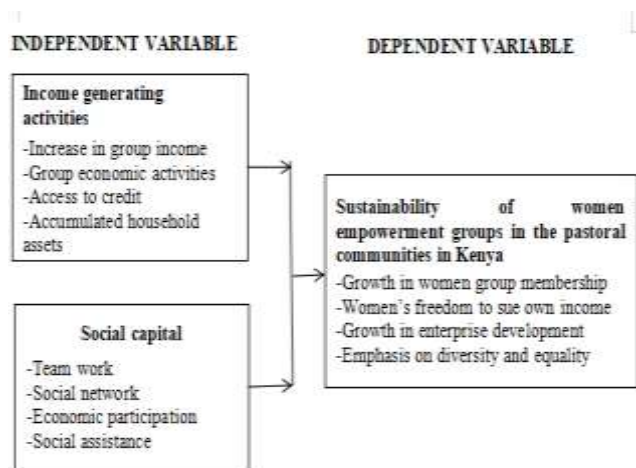 INDEPENDENT VARIABLE
DEPENDENT VARIABLE
Income generating
activities
-Increase in group income
-Group economic activities
-Access to credit
-Accumulated household
assets
Social capital
-Team work
-Social network
-Economic participation
-Social assistance
Sustainability of women
empowerment groups in the pastoral
communities in Kenya
-Growth in women group membership
-Women's freedom to sue own income
-Growth in enterprise development
-Emphasis on diversity and equality